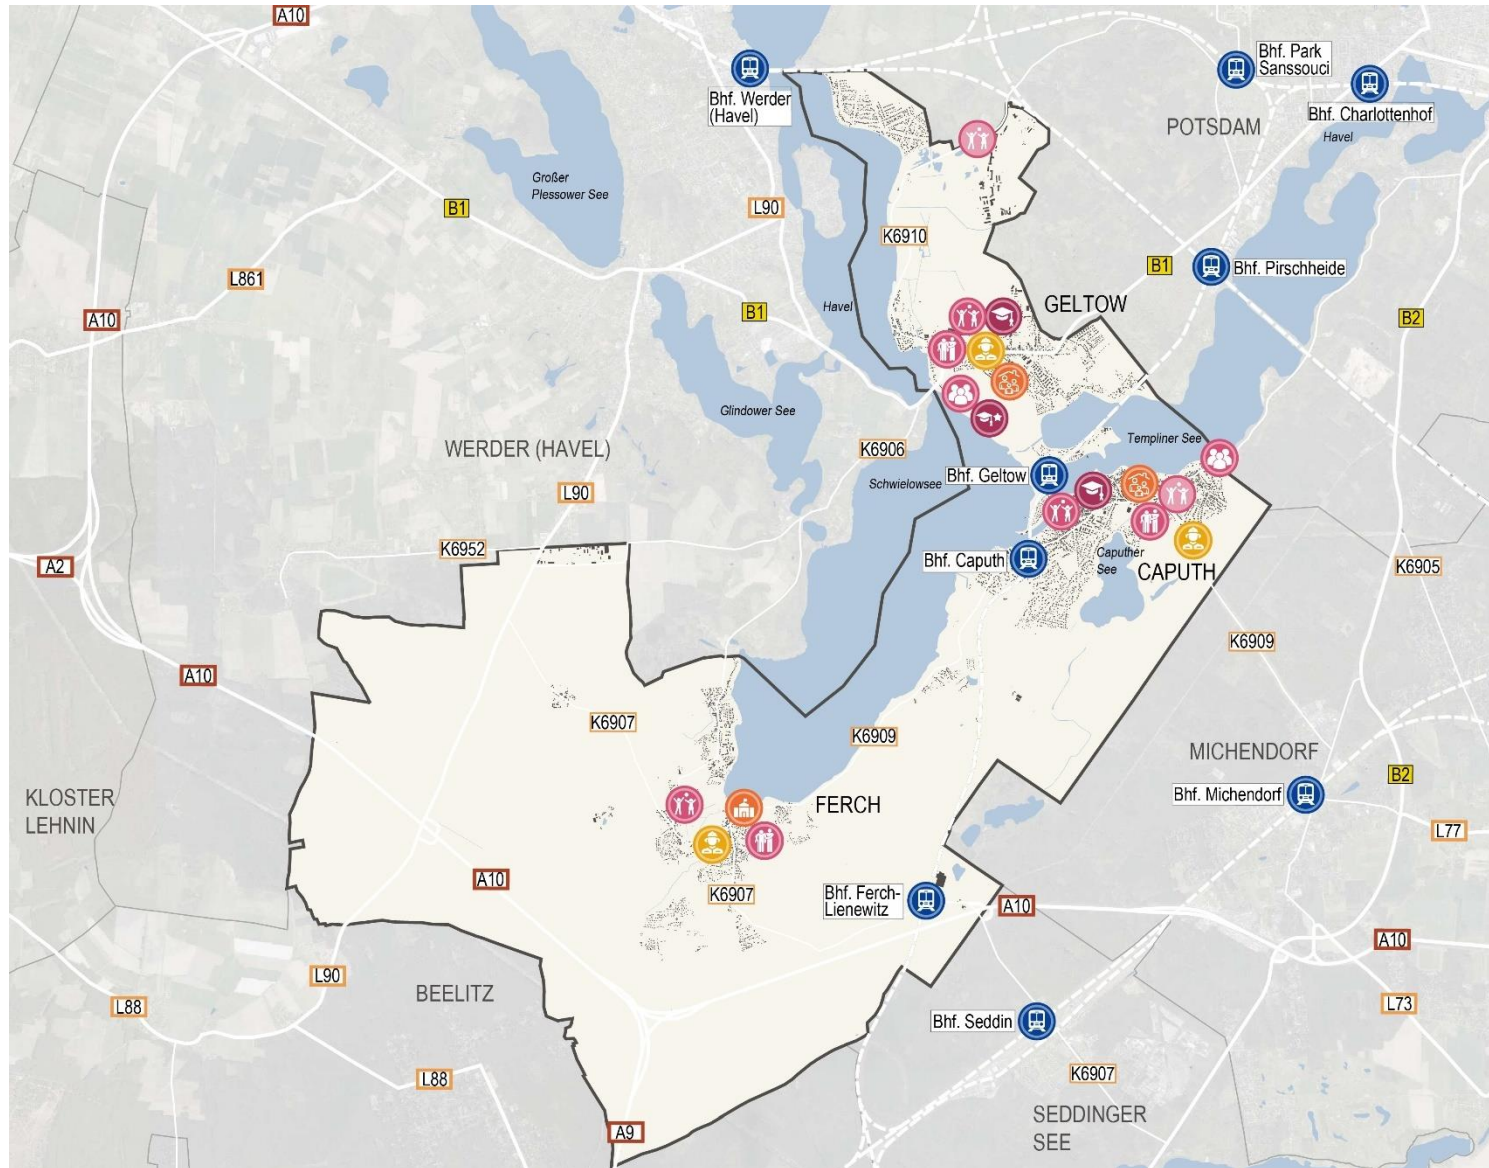 A10
Bhf. Park
Sanssouci
Bhf. Werder
(Havel)
Bhf. Charlottenhof
POTSDAM
Havel
Großer
Plessower See
B1
L90
K6910
L861
B1
Bhf. Pirschheide
A10
Havel
B1
GELTOW
B2
Glindower See
Templiner See
WERDER (HAVEL)
K6906
Schwielowsee
Bhf. Geltow
L90
K6952
A2
Bhf. Caputh
Caputher
See
CAPUTH
K6905
K6909
A10
K6907
K6909
MICHENDORF
B2
Bhf. Michendorf
KLOSTER
LEHNIN
FERCH
L77
A10
K6907
Bhf. Ferch-
Lienewitz
A10
A10
L90
BEELITZ
L88
L73
Bhf. Seddin
L88
K6907
SEDDINGER
SEE
A9